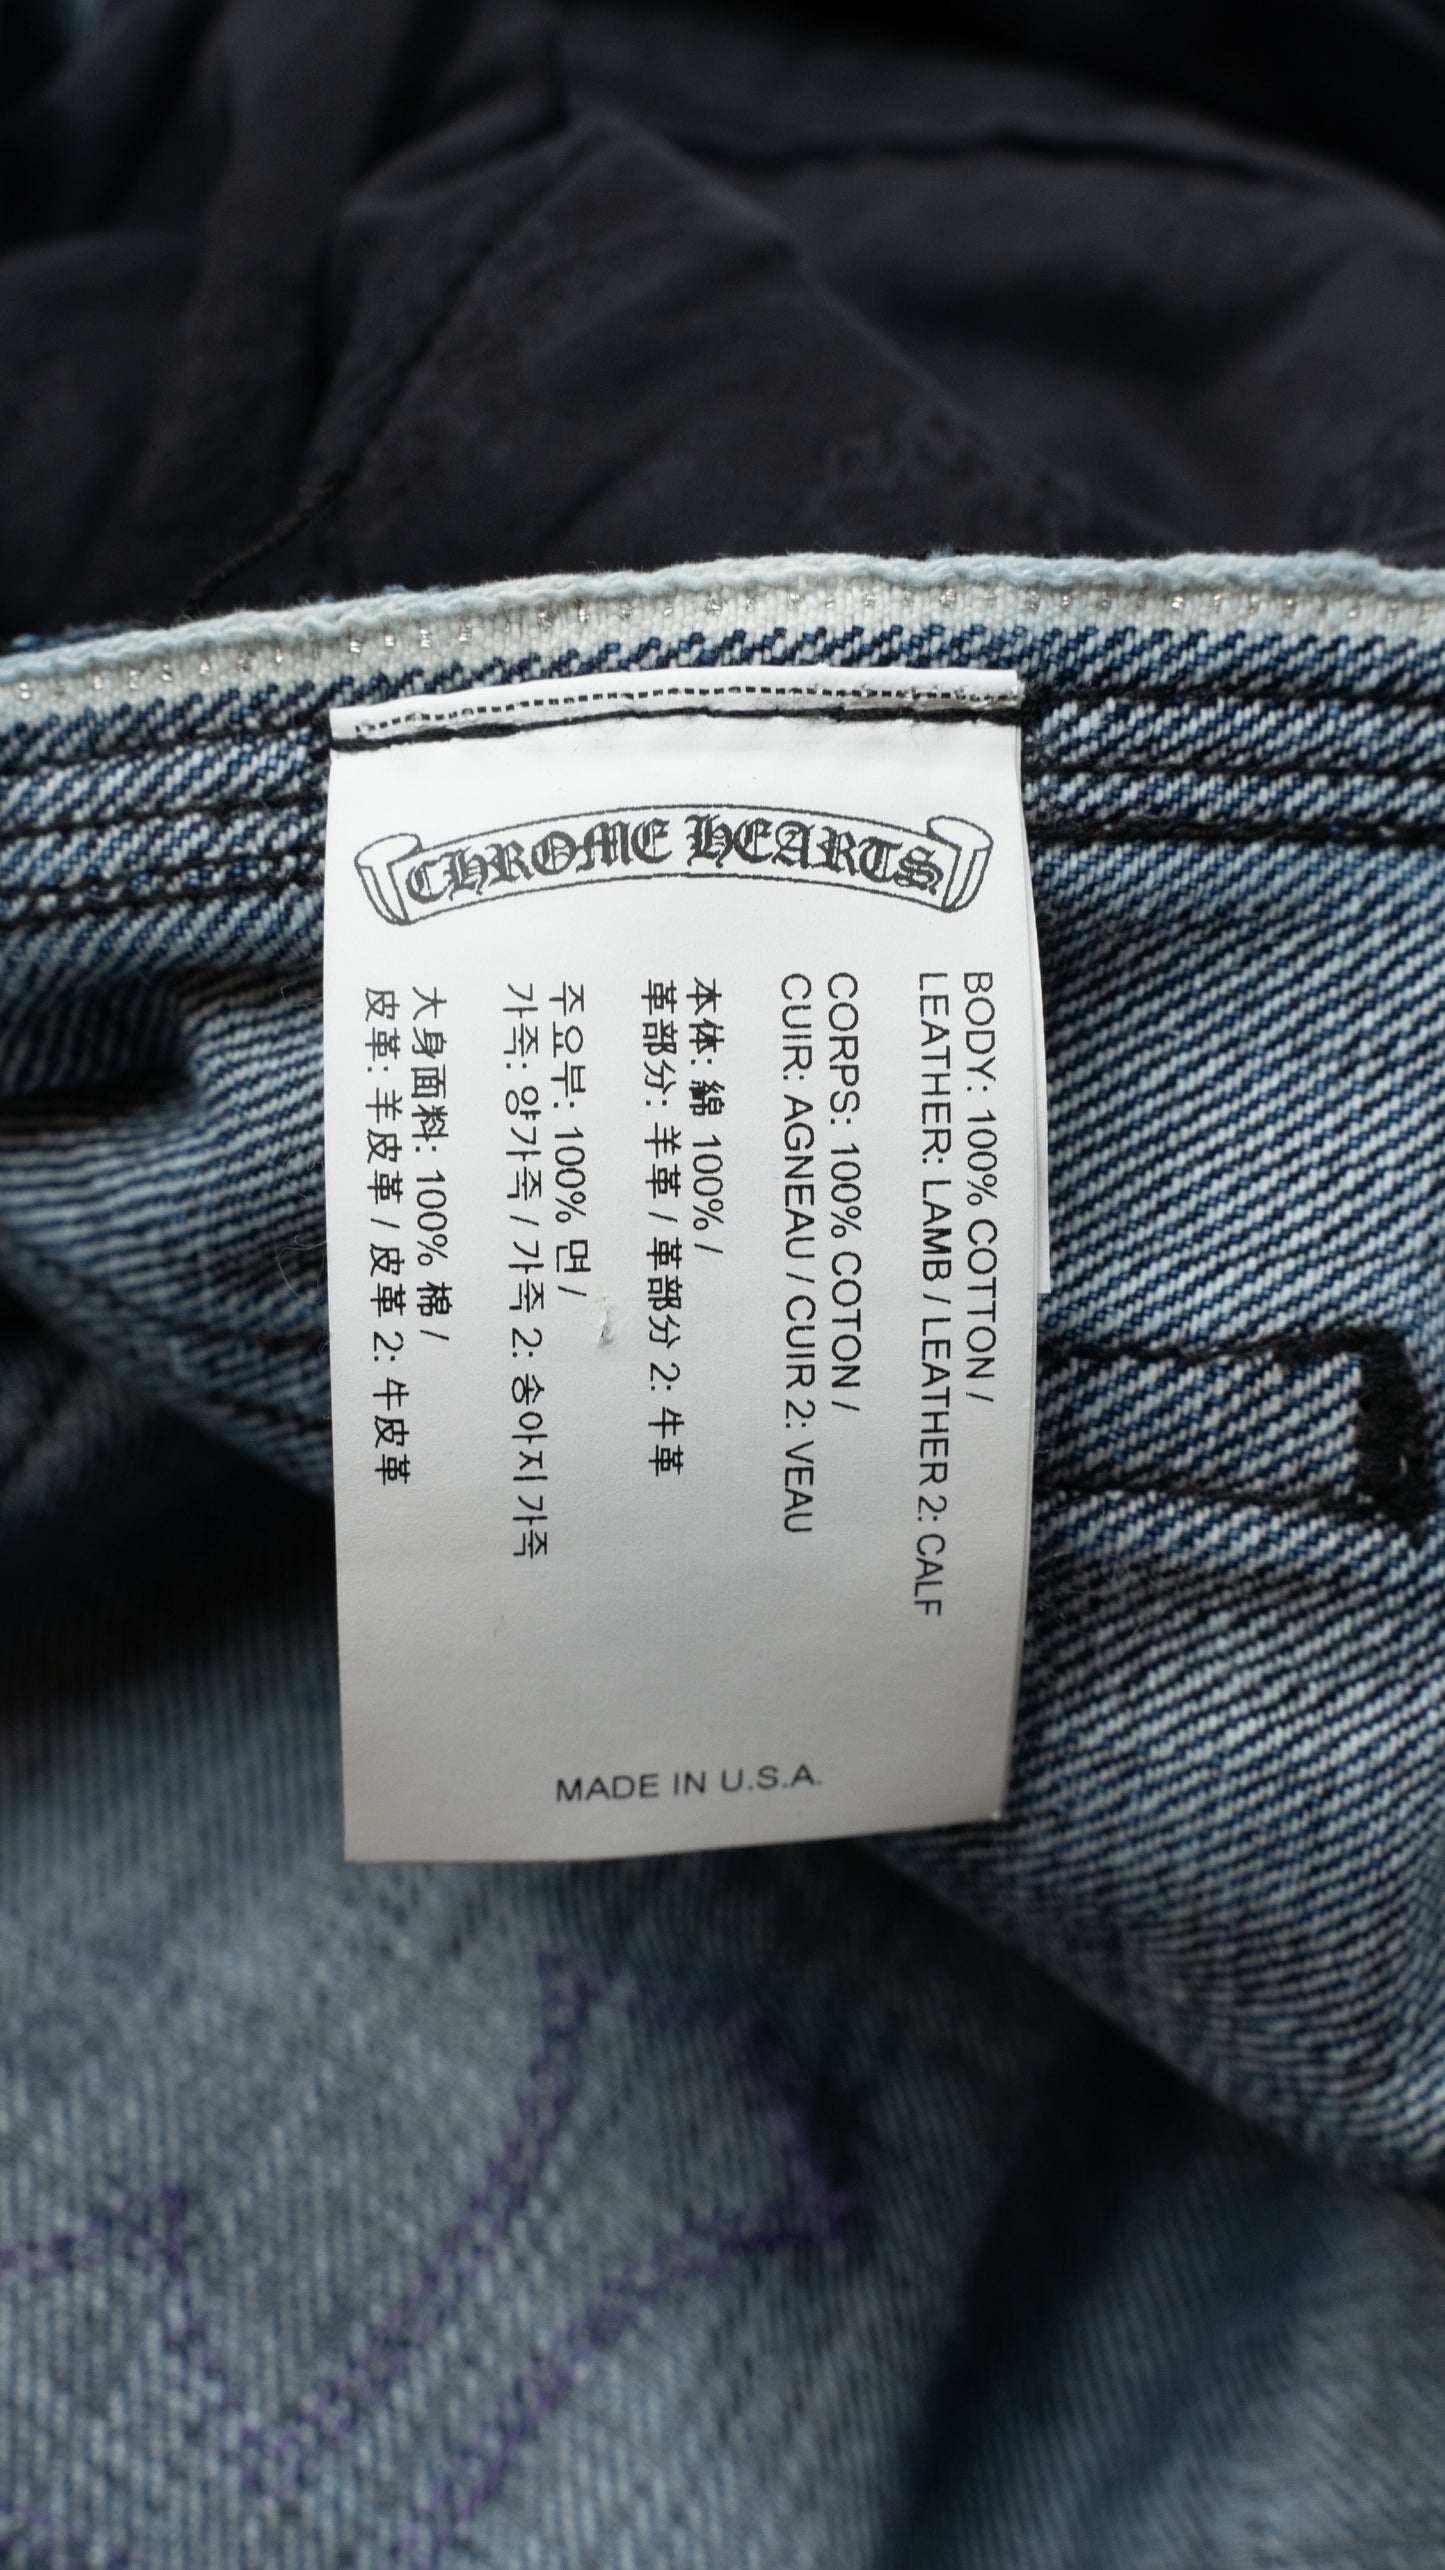 CHROME HEARTS
BODY: 100% COTTON /
LEATHER: LAMB / LEATHER 2: CALF
CORPS: 100% COTON /
CUIR: AGNEAU / CUIR 2: VEAU
本体: 綿 100% /
革部分: 羊革 / 革部分 2: 牛革
주요부: 100% 면 /
가죽: 양가죽 / 가죽 2: 송아지 가죽
大身面料: 100% 棉 /
皮革: 羊皮革 / 皮革 2: 牛皮革
MADE IN U.S.A.